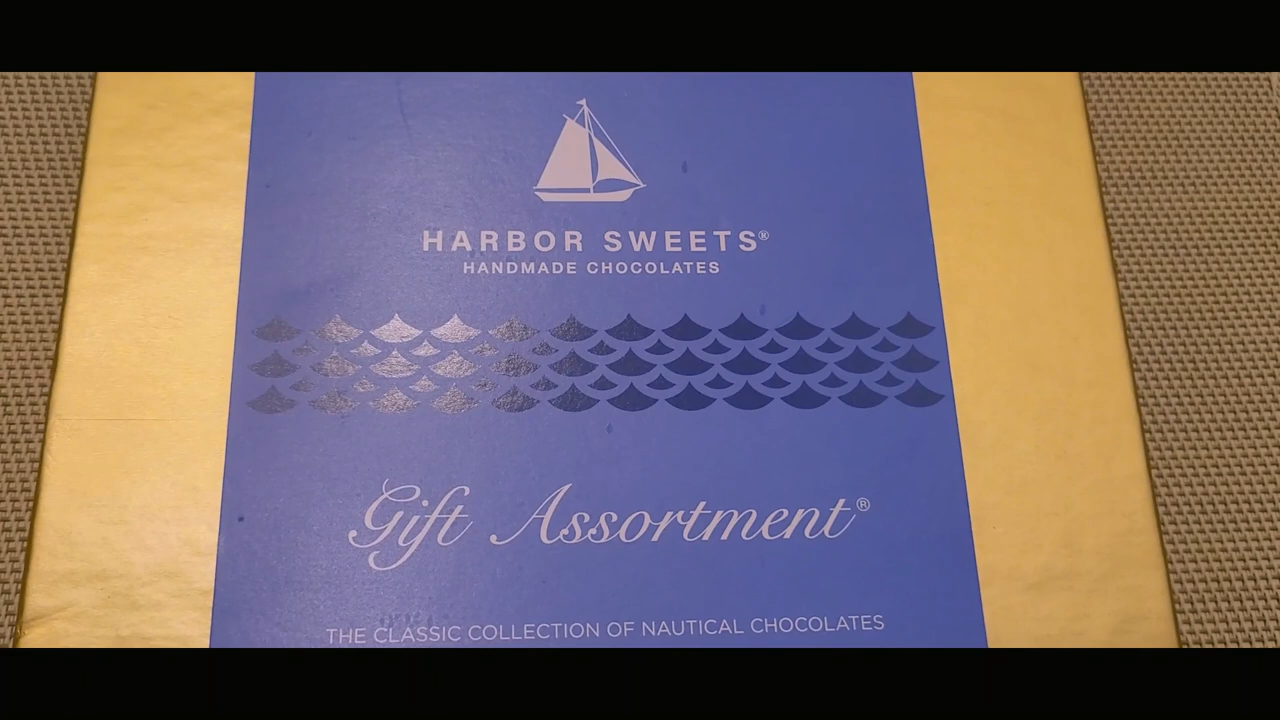 HARBOR SWEETS®
HANDMADE CHOCOLATES
Gift Assortment®
THE CLASSIC COLLECTION OF NAUTICAL CHOCOLATES